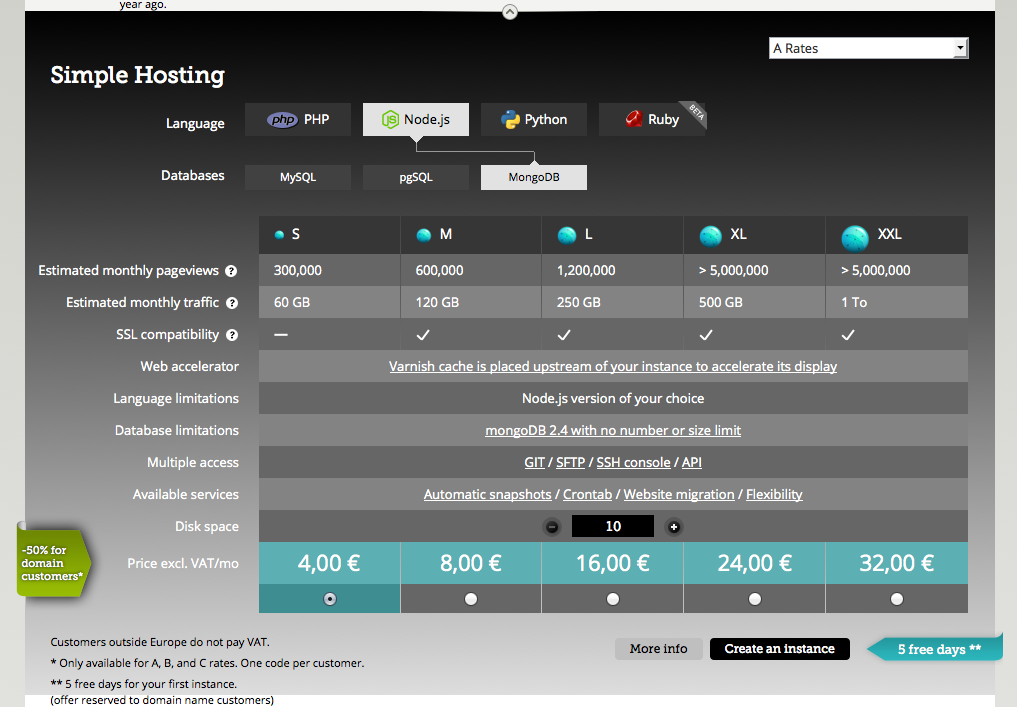 year ago.
A Rates
Simple Hosting
Language
php PHP
JS Node.js
Python
Ruby
BETA
Databases
MySQL
pgSQL
MongoDB
S M L XL XXL
Estimated monthly pageviews ? 300,000 600,000 1,200,000 > 5,000,000 > 5,000,000
Estimated monthly traffic ? 60 GB 120 GB 250 GB 500 GB 1 To
SSL compatibility ? —
Web accelerator Varnish cache is placed upstream of your instance to accelerate its display
Language limitations Node.js version of your choice
Database limitations mongoDB 2.4 with no number or size limit
Multiple access GIT / SFTP / SSH console / API
Available services Automatic snapshots / Crontab / Website migration / Flexibility
Disk space 10
-50% for
domain
customers*
Price excl. VAT/mo 4,00 € 8,00 € 16,00 € 24,00 € 32,00 €
Customers outside Europe do not pay VAT.
More info
Create an instance
5 free days **
* Only available for A, B, and C rates. One code per customer.
** 5 free days for your first instance.
(offer reserved to domain name customers)